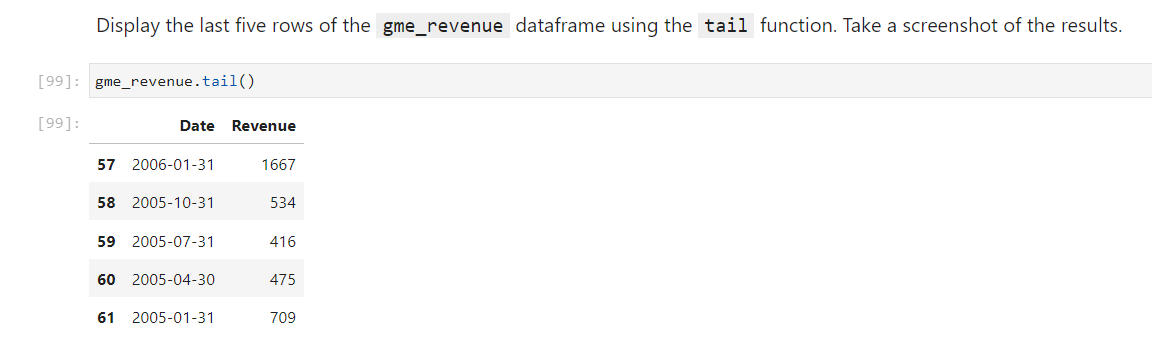 Display the last five rows of the gme_revenue dataframe using the tail function. Take a screenshot of the results.
[99]: gme_revenue.tail()
[99]: Date Revenue
57 2006-01-31 1667
58 2005-10-31 534
59 2005-07-31 416
60 2005-04-30 475
61 2005-01-31 709